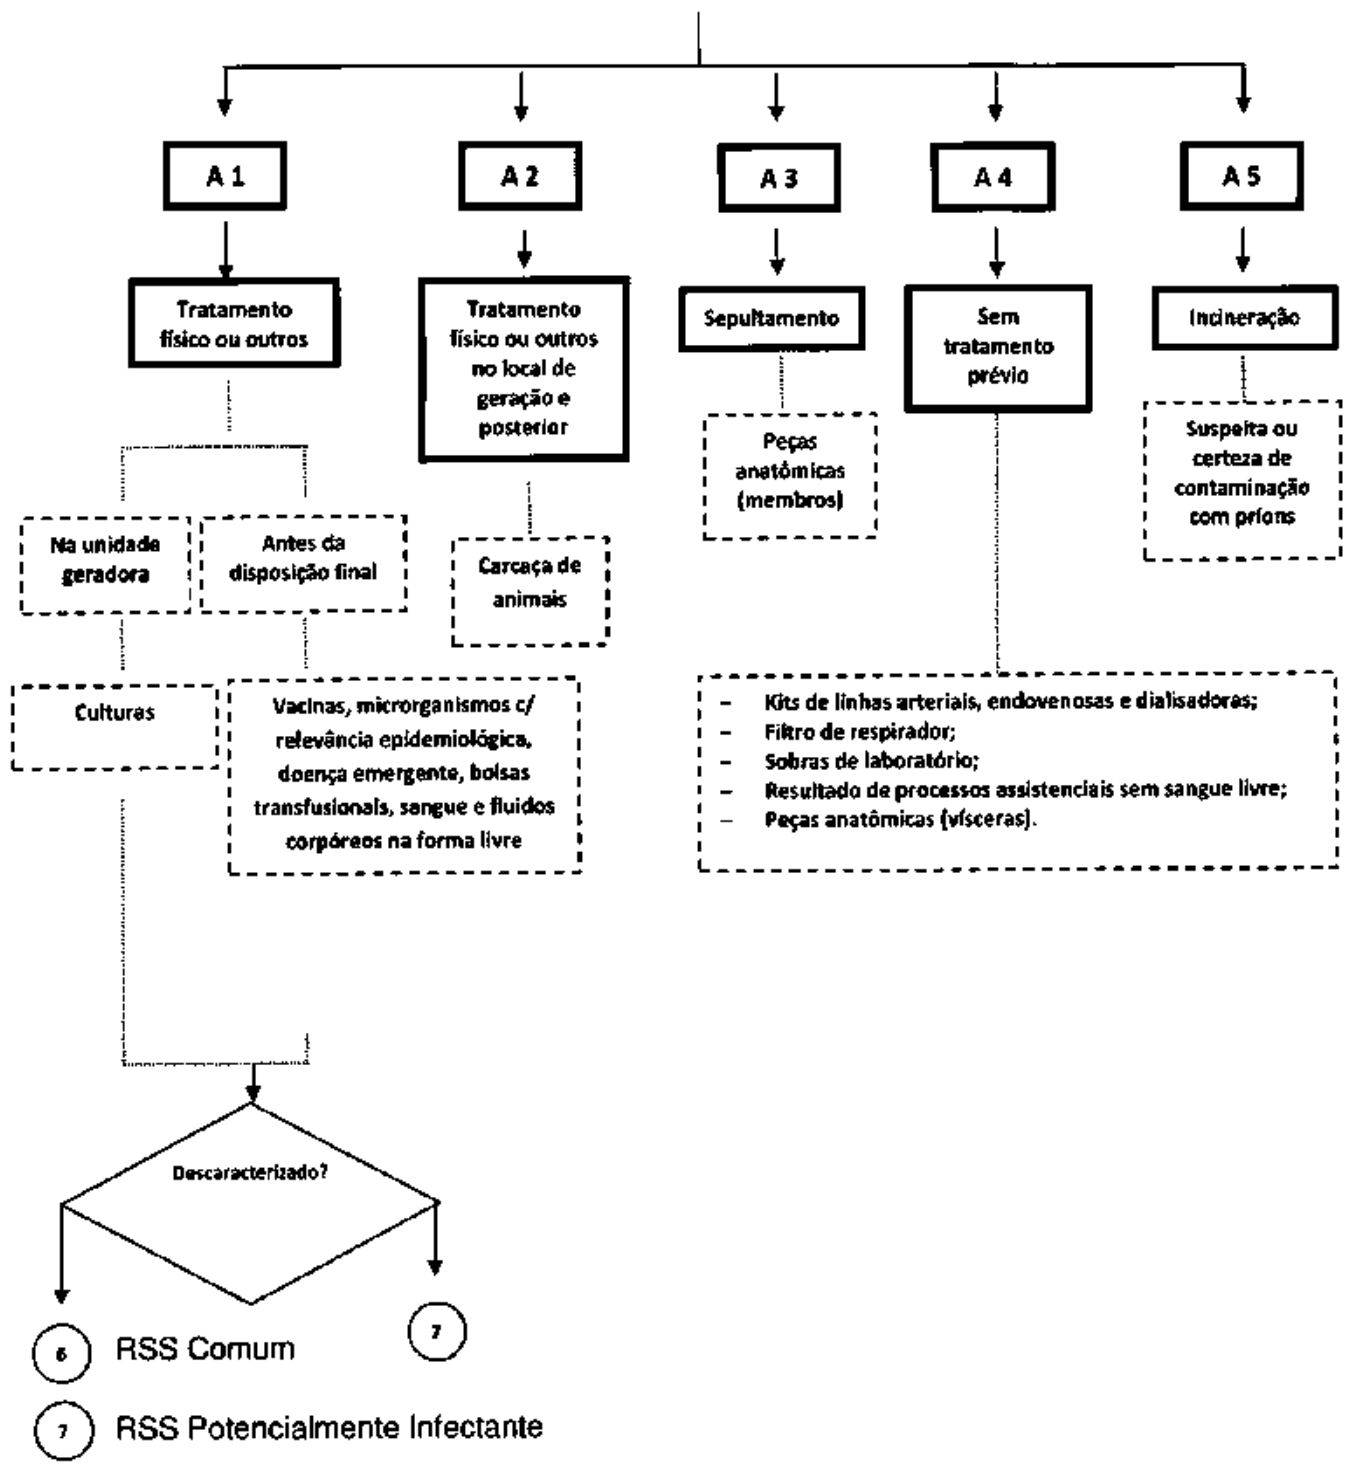 A 1
A 2
A 3
A 4
A 5
Tratamento
físico ou outros
Tratamento
físico ou outros
no local de
geração e
posterior
Sepultamento
Sem
tratamento
prévio
Incineração
Peças
anatômicas
(membros)
Suspeita ou
certeza de
contaminação
com príons
Na unidade
geradora
Antes da
disposição final
Carcaça de
animais
Culturas
Vacinas, microrganismos c/
relevância epidemiológica,
doença emergente, bolsas
transfusionais, sangue e fluidos
corpóreos na forma livre
– Kits de linhas arteriais, endovenosas e dialisadoras;
– Filtro de respirador;
– Sobras de laboratório;
– Resultado de processos assistenciais sem sangue livre;
– Peças anatômicas (vísceras).
Descaracterizado?
7
6 RSS Comum
7 RSS Potencialmente Infectante